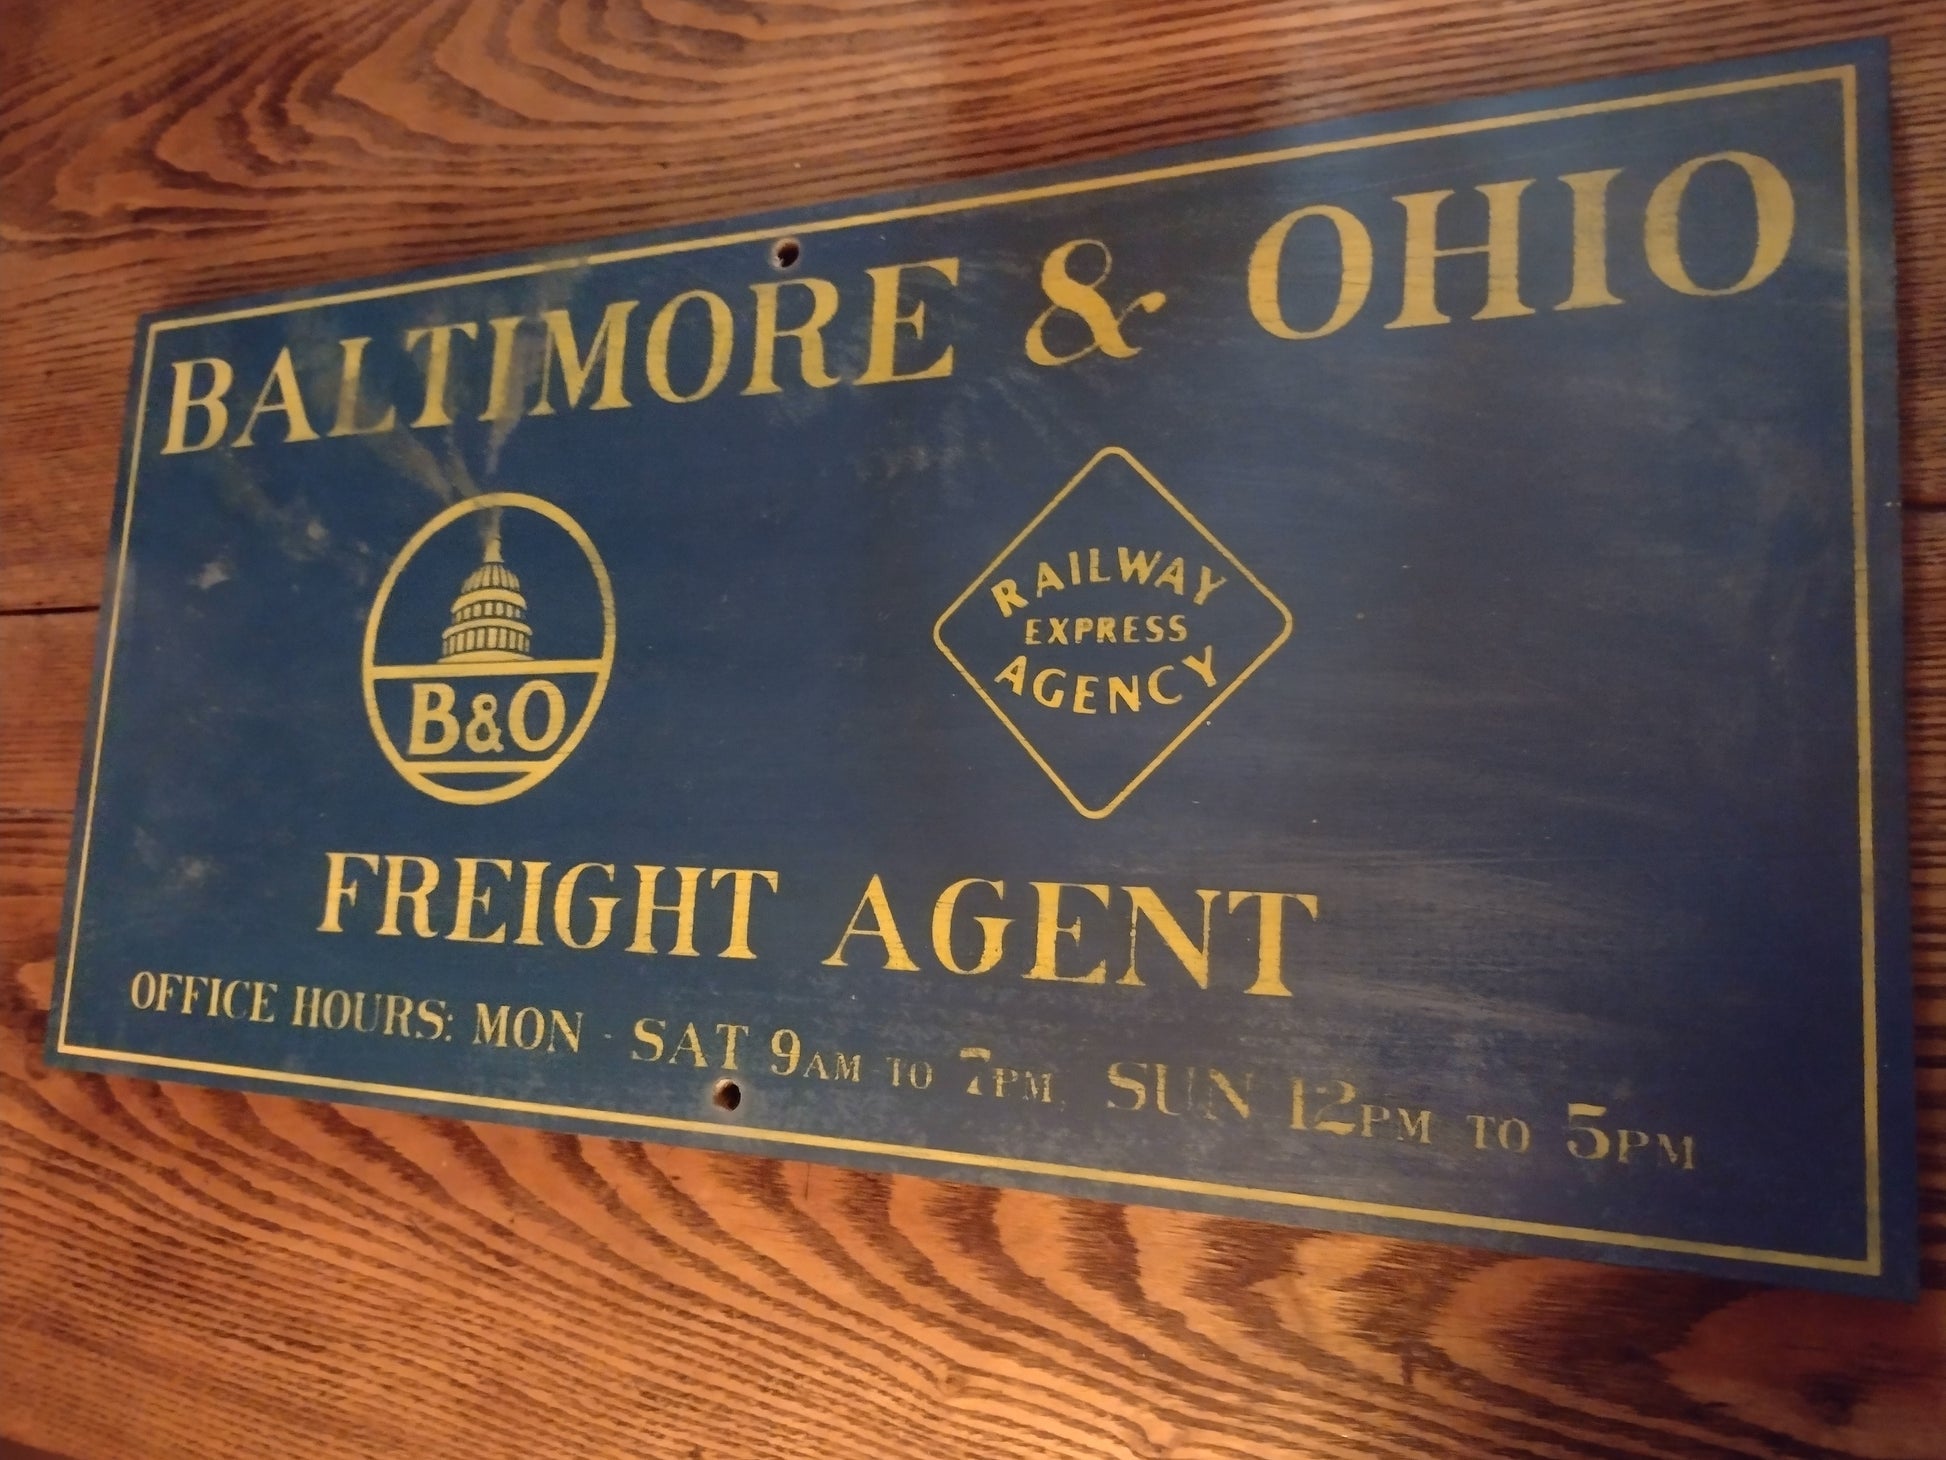 BALTIMORE & OHIO
B&O
RAILWAY
EXPRESS
AGENCY
FREIGHT AGENT
OFFICE HOURS: MON - SAT 9AM TO 7PM, SUN 12PM TO 5PM